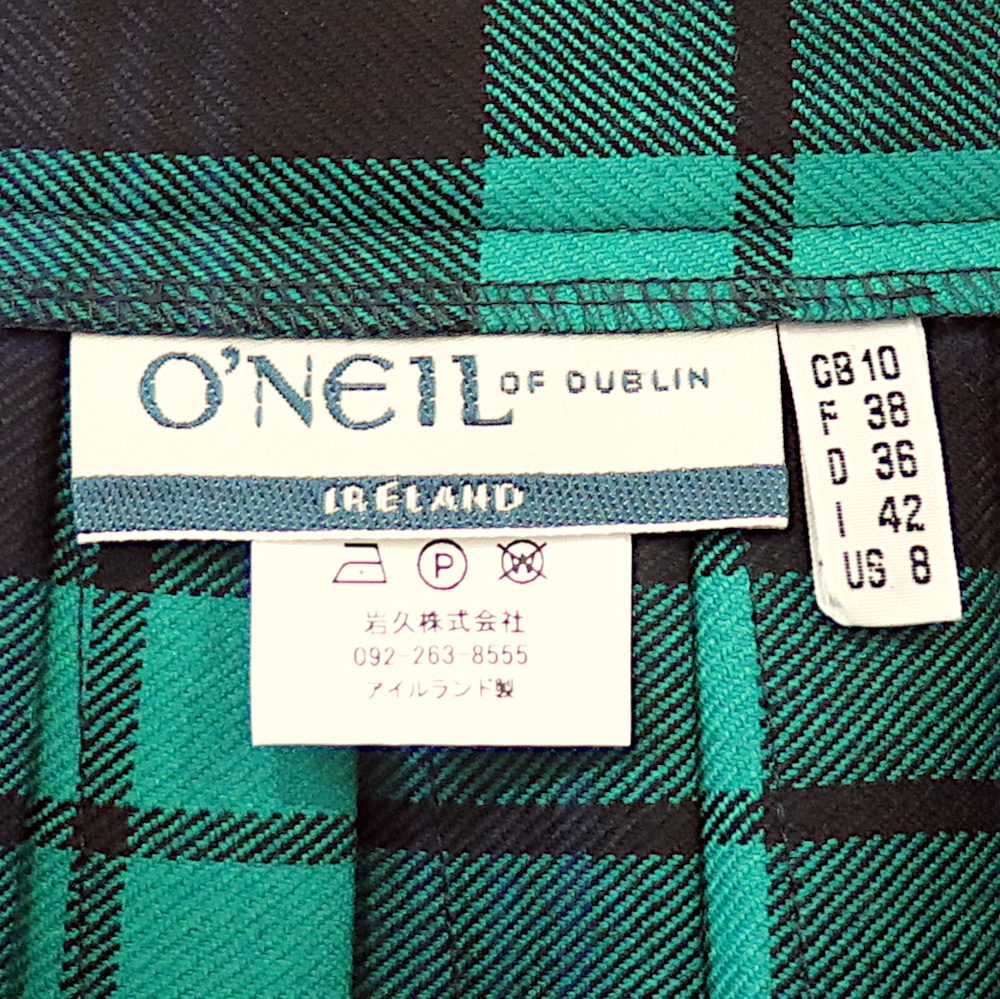 O'NEIL OF DUBLIN
IRELAND
GB 10
F 38
D 36
I 42
US 8
P
W
岩久株式会社
092-263-8555
アイルランド製